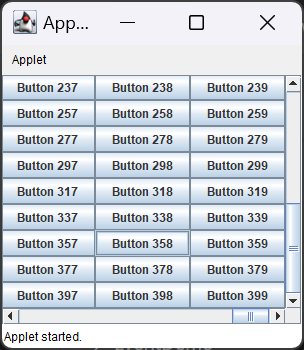 App...
Applet
Button 237 Button 238 Button 239
Button 257 Button 258 Button 259
Button 277 Button 278 Button 279
Button 297 Button 298 Button 299
Button 317 Button 318 Button 319
Button 337 Button 338 Button 339
Button 357 Button 358 Button 359
Button 377 Button 378 Button 379
Button 397 Button 398 Button 399
Applet started.